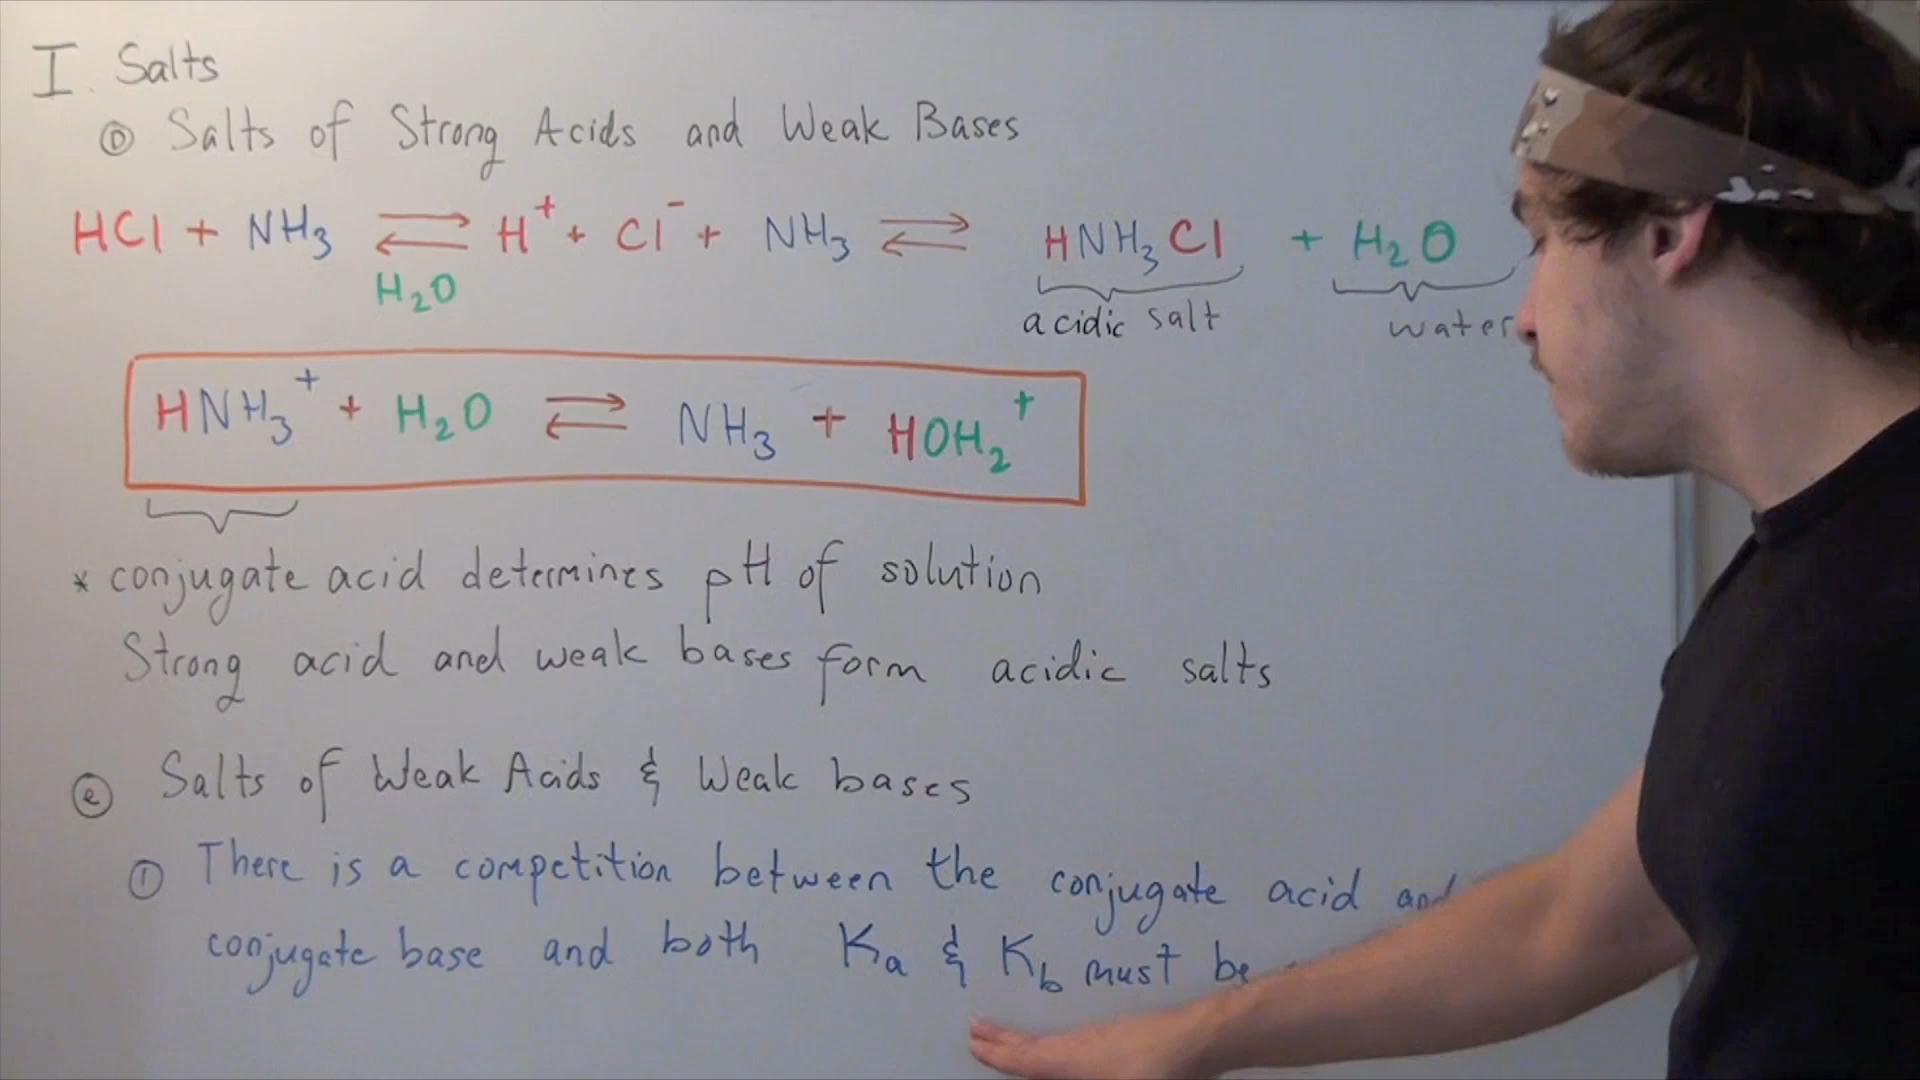 I. Salts
① Salts of Strong Acids and Weak Bases
HCl + NH₃ ⇌ H⁺ + Cl⁻ + NH₃ ⇌ HNH₃Cl + H₂O
H₂O
acidic salt water
HNH₃⁺ + H₂O ⇌ NH₃ + HOH₂⁺
* conjugate acid determines pH of solution
Strong acid and weak bases form acidic salts
② Salts of Weak Acids & Weak bases
① There is a competition between the conjugate acid and
conjugate base and both Ka & Kb must be